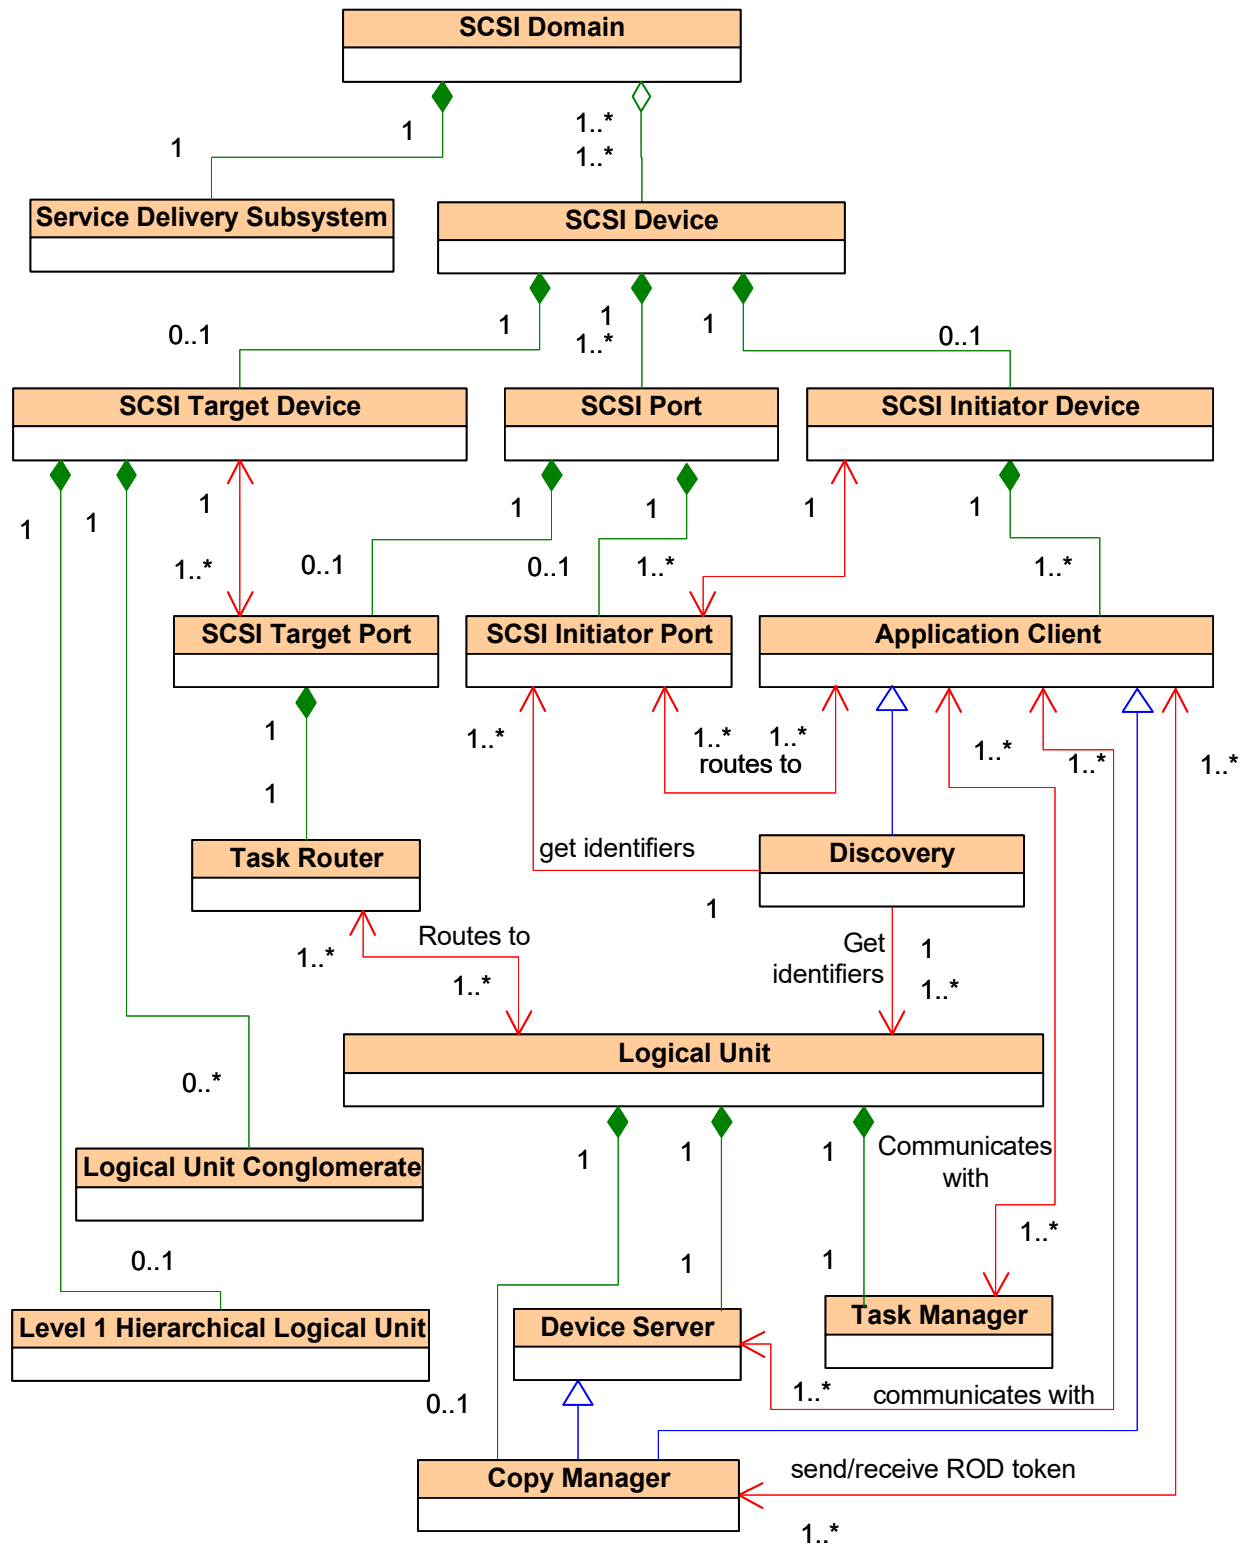 SCSI Domain
1..*
1
1
1..*
Service Delivery Subsystem
SCSI Device
1
1
1
0..1
1..*
0..1
SCSI Target Device
SCSI Port
SCSI Initiator Device
1
1
1
1
1
1
1
1..*
0..1
0..1
1..*
1..*
SCSI Target Port
SCSI Initiator Port
Application Client
1
1..*
1..*
1..*
1..*
1..*
1..*
routes to
1
Task Router
get identifiers
Discovery
1
Routes to
1..*
1..*
Get
identifiers
1
1..*
Logical Unit
0..*
1
1
1
Communicates
with
Logical Unit Conglomerate
1..*
0..1
1
1
Level 1 Hierarchical Logical Unit
Device Server
Task Manager
0..1
1..*
communicates with
Copy Manager
send/receive ROD token
1..*